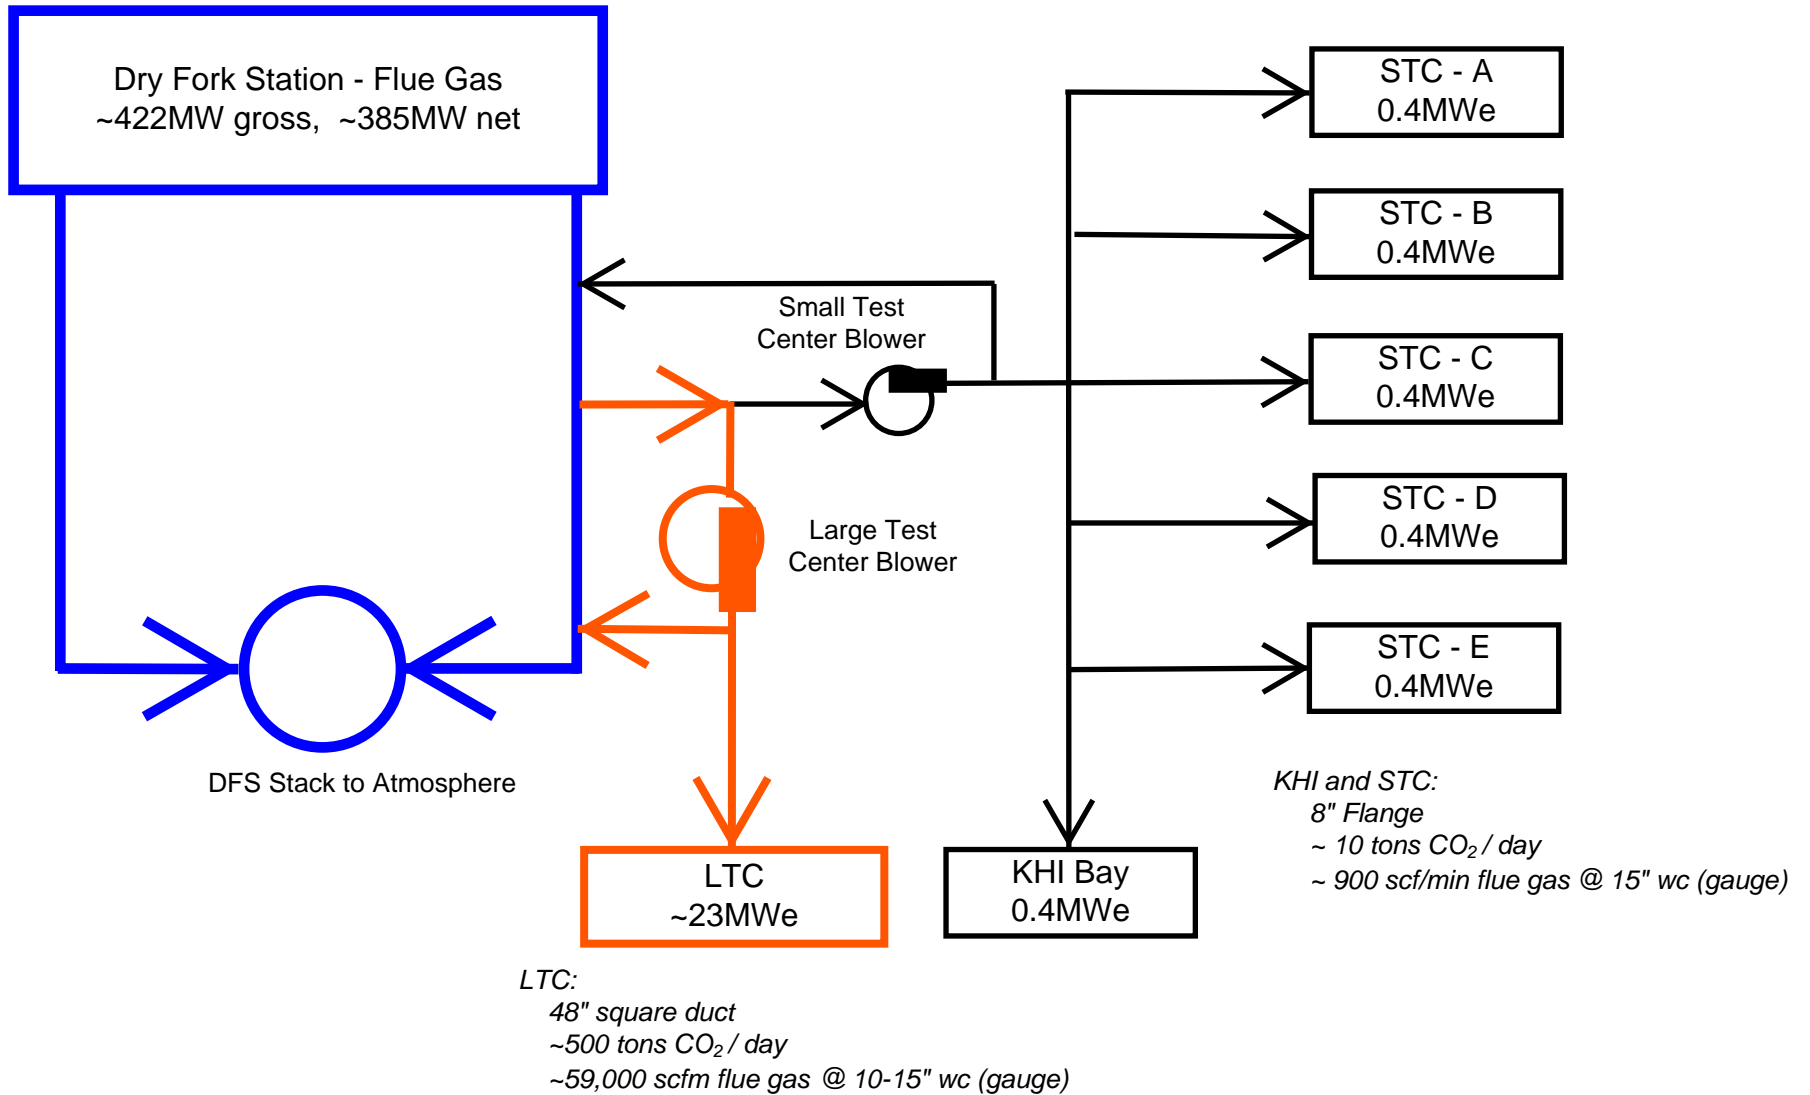 Dry Fork Station - Flue Gas
~422MW gross,  ~385MW net
STC - A
0.4MWe
STC - B
0.4MWe
Small Test
Center Blower
STC - C
0.4MWe
Large Test
Center Blower
STC - D
0.4MWe
STC - E
0.4MWe
DFS Stack to Atmosphere
KHI and STC:
8" Flange
~ 10 tons CO₂ / day
~ 900 scf/min flue gas @ 15" wc (gauge)
LTC
~23MWe
KHI Bay
0.4MWe
LTC:
48" square duct
~500 tons CO₂ / day
~59,000 scfm flue gas @ 10-15" wc (gauge)